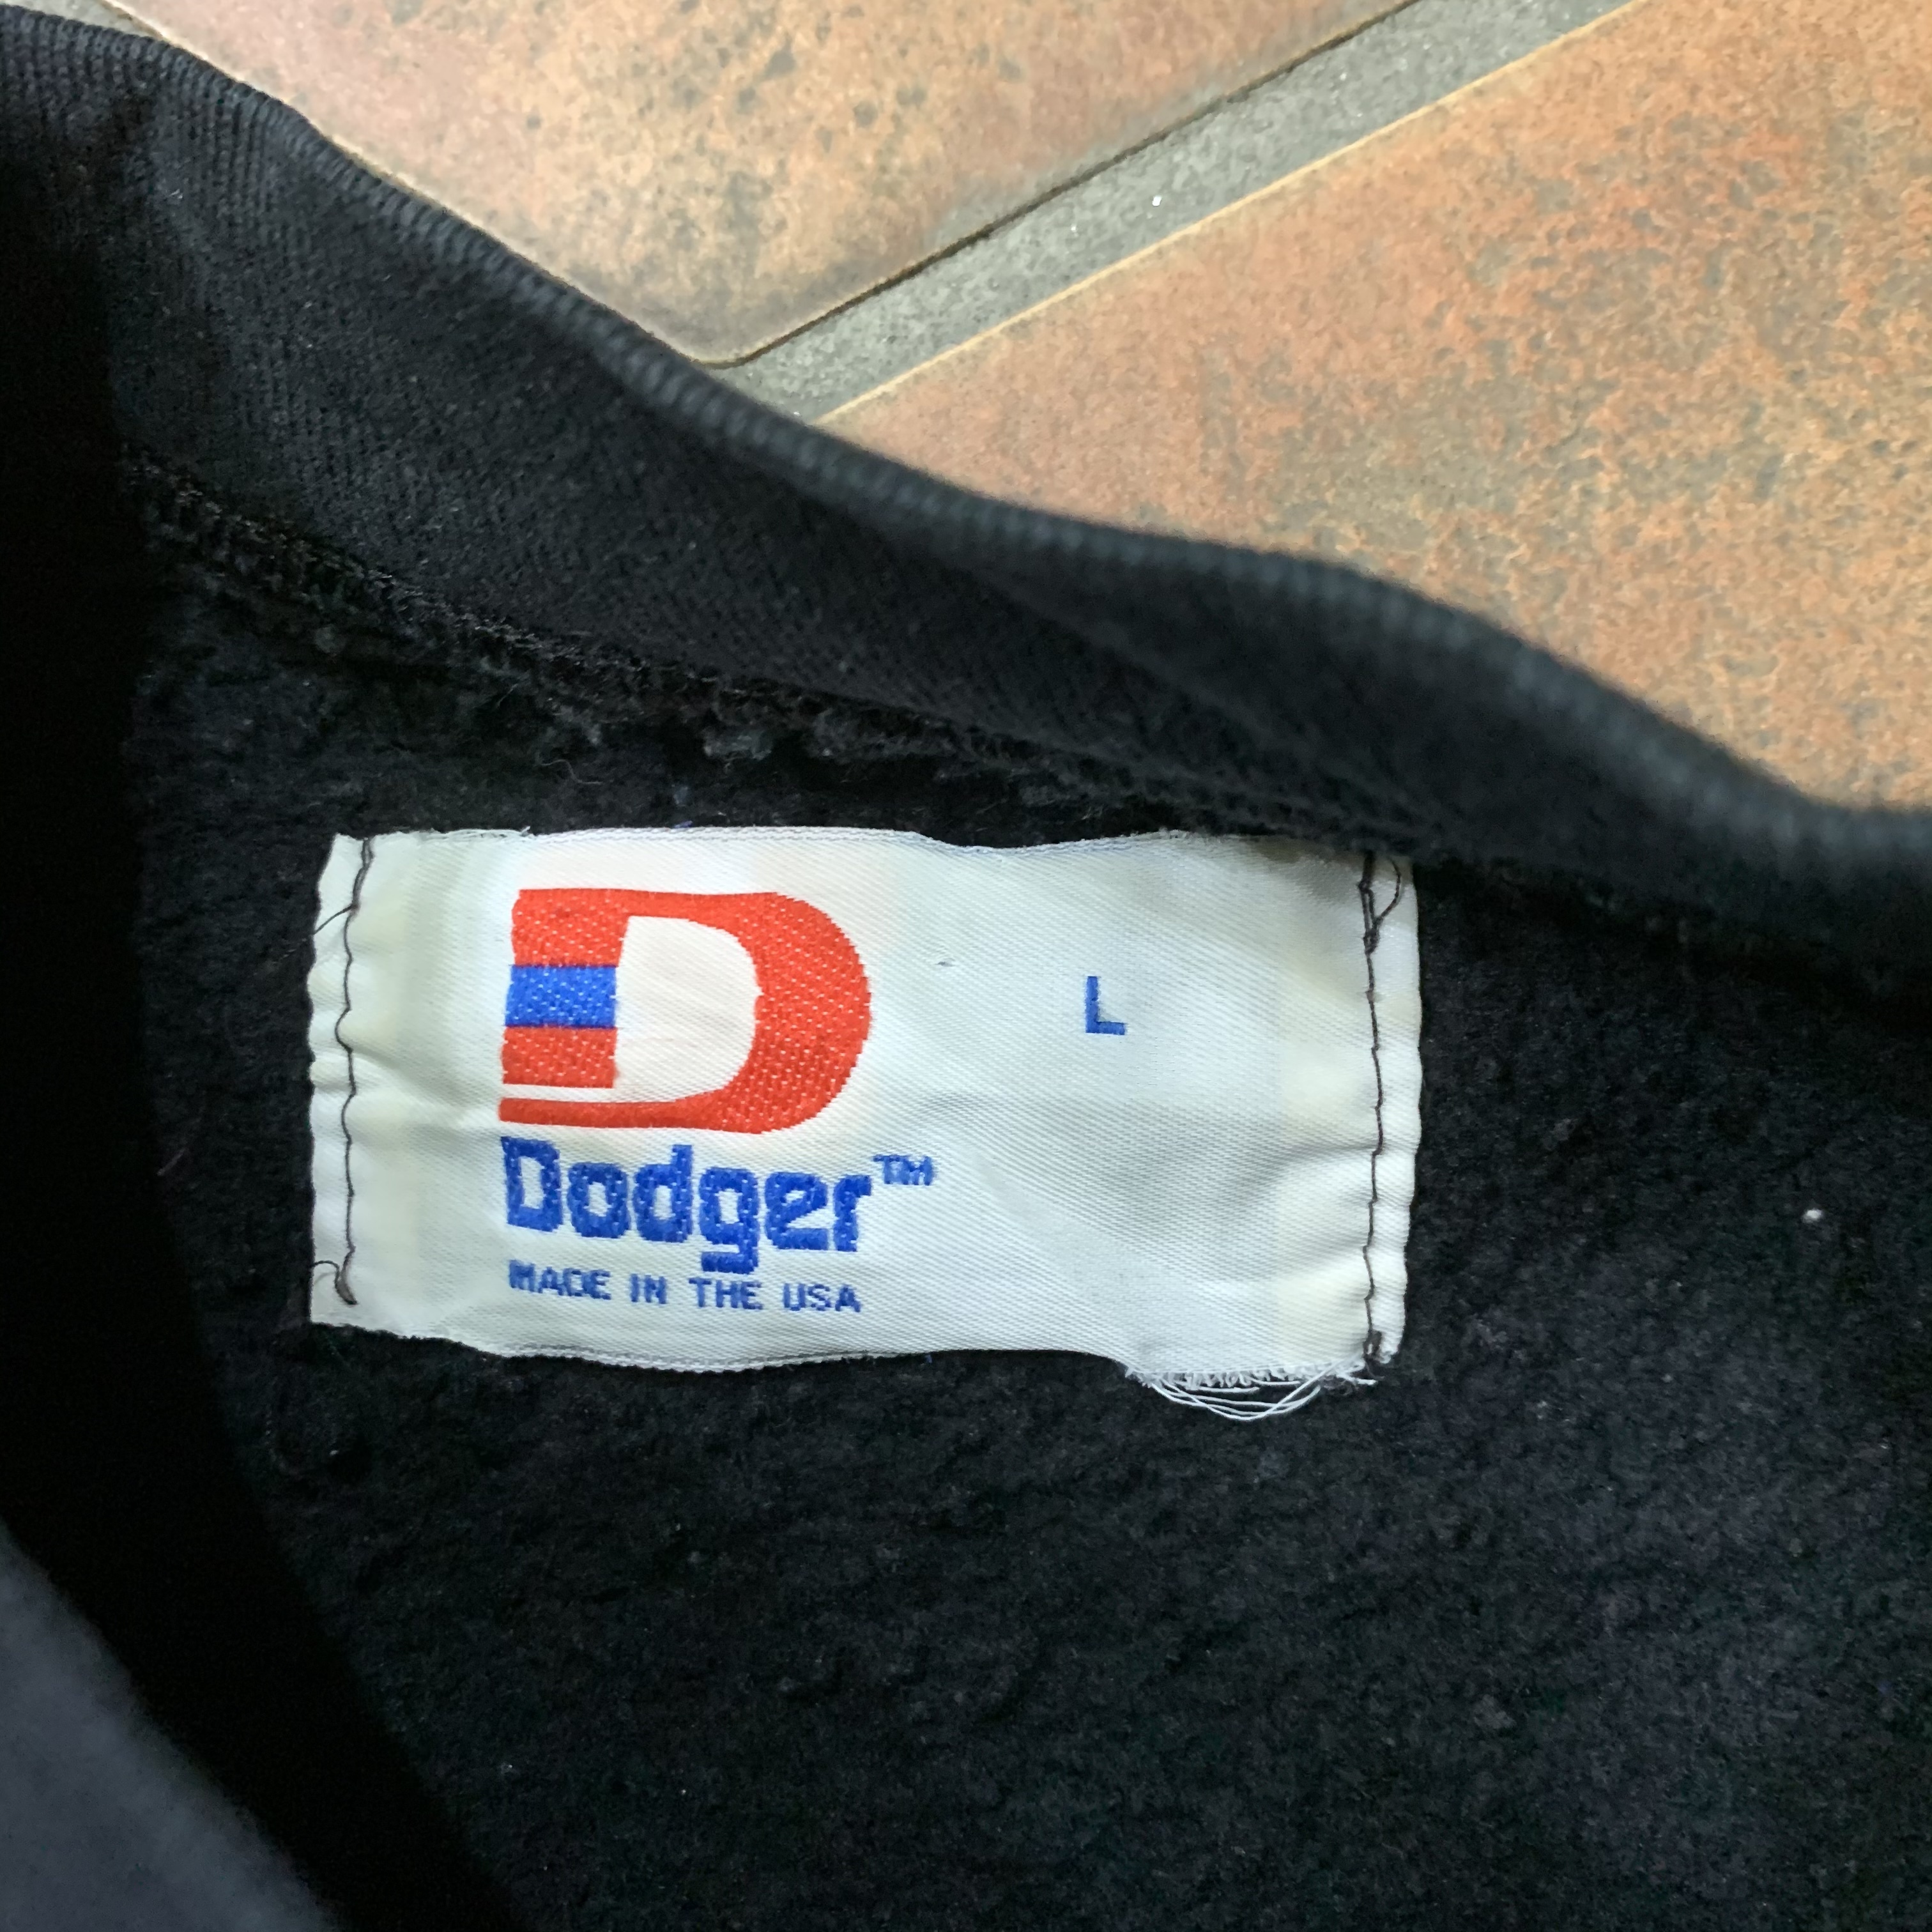 D
L
Dodger™
MADE IN THE USA